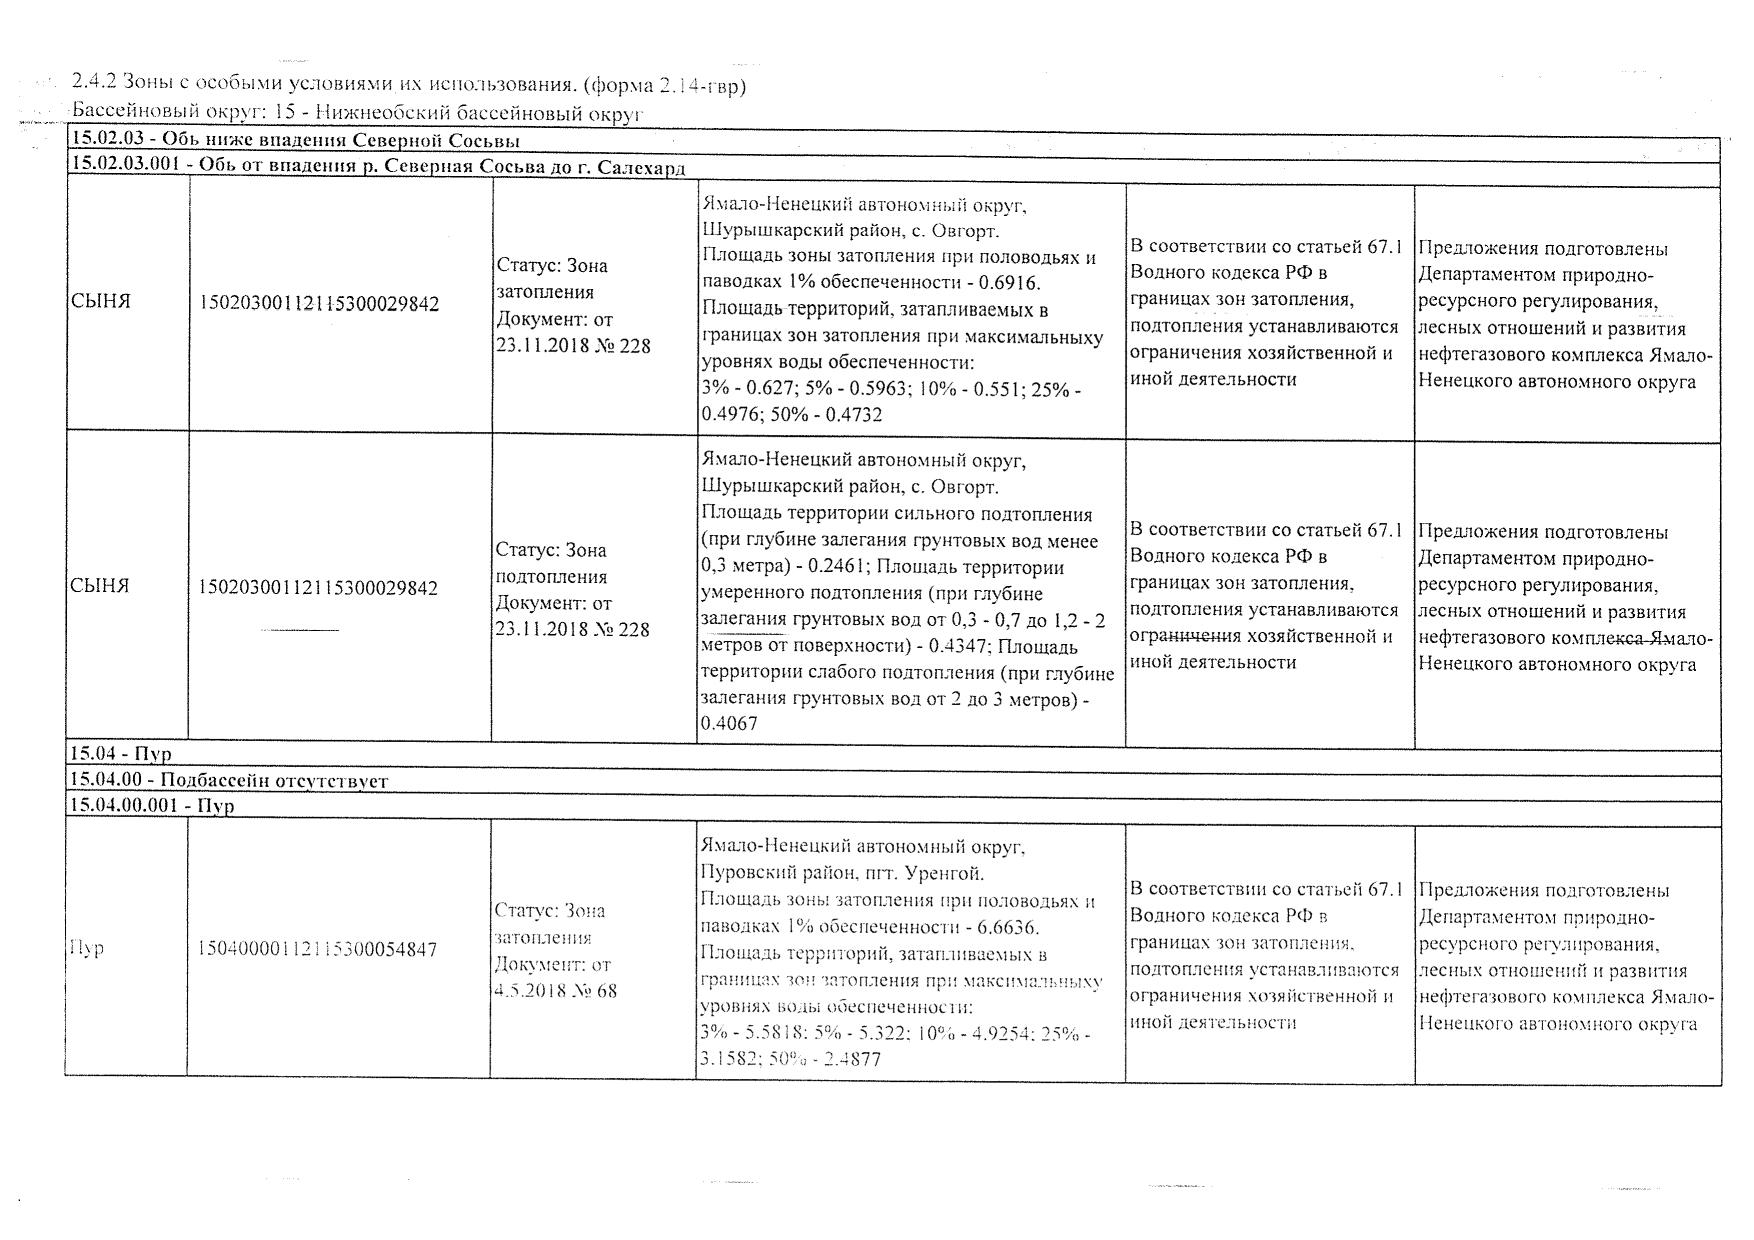 2.4.2 Зоны с особыми условиями их использования. (форма 2.14-гвр)
Бассейновый округ: 15 - Нижнеобский бассейновый округ
15.02.03 - Обь ниже впадения Северной Сосьвы
15.02.03.001 - Обь от впадения р. Северная Сосьва до г. Салехард
СЫНЯ
15020300112115300029842
Статус: Зона
затопления
Документ: от
23.11.2018 № 228
Ямало-Ненецкий автономный округ,
Шурышкарский район, с. Овгорт.
Площадь зоны затопления при половодьях и
паводках 1% обеспеченности - 0.6916.
Площадь территорий, затапливаемых в
границах зон затопления при максимальныху
уровнях воды обеспеченности:
3% - 0.627; 5% - 0.5963; 10% - 0.551; 25% -
0.4976; 50% - 0.4732
В соответствии со статьей 67.1
Водного кодекса РФ в
границах зон затопления,
подтопления устанавливаются
ограничения хозяйственной и
иной деятельности
Предложения подготовлены
Департаментом природно-
ресурсного регулирования,
лесных отношений и развития
нефтегазового комплекса Ямало-
Ненецкого автономного округа
СЫНЯ
15020300112115300029842
Статус: Зона
подтопления
Документ: от
23.11.2018 № 228
Ямало-Ненецкий автономный округ,
Шурышкарский район, с. Овгорт.
Площадь территории сильного подтопления
(при глубине залегания грунтовых вод менее
0,3 метра) - 0.2461; Площадь территории
умеренного подтопления (при глубине
залегания грунтовых вод от 0,3 - 0,7 до 1,2 - 2
метров от поверхности) - 0.4347; Площадь
территории слабого подтопления (при глубине
залегания грунтовых вод от 2 до 3 метров) -
0.4067
В соответствии со статьей 67.1
Водного кодекса РФ в
границах зон затопления,
подтопления устанавливаются
ограничения хозяйственной и
иной деятельности
Предложения подготовлены
Департаментом природно-
ресурсного регулирования,
лесных отношений и развития
нефтегазового комплекса Ямало-
Ненецкого автономного округа
15.04 - Пур
15.04.00 - Подбассейн отсутствует
15.04.00.001 - Пур
Пур
15040000112115300054847
Статус: Зона
затопления
Документ: от
4.5.2018 № 68
Ямало-Ненецкий автономный округ,
Пуровский район, пгт. Уренгой.
Площадь зоны затопления при половодьях и
паводках 1% обеспеченности - 6.6636.
Площадь территорий, затапливаемых в
границах зон затопления при максимальныху
уровнях воды обеспеченности:
3% - 5.5818; 5% - 5.322; 10% - 4.9254; 25% -
3.1582; 50% - 2.4877
В соответствии со статьей 67.1
Водного кодекса РФ в
границах зон затопления,
подтопления устанавливаются
ограничения хозяйственной и
иной деятельности
Предложения подготовлены
Департаментом природно-
ресурсного регулирования,
лесных отношений и развития
нефтегазового комплекса Ямало-
Ненецкого автономного округа